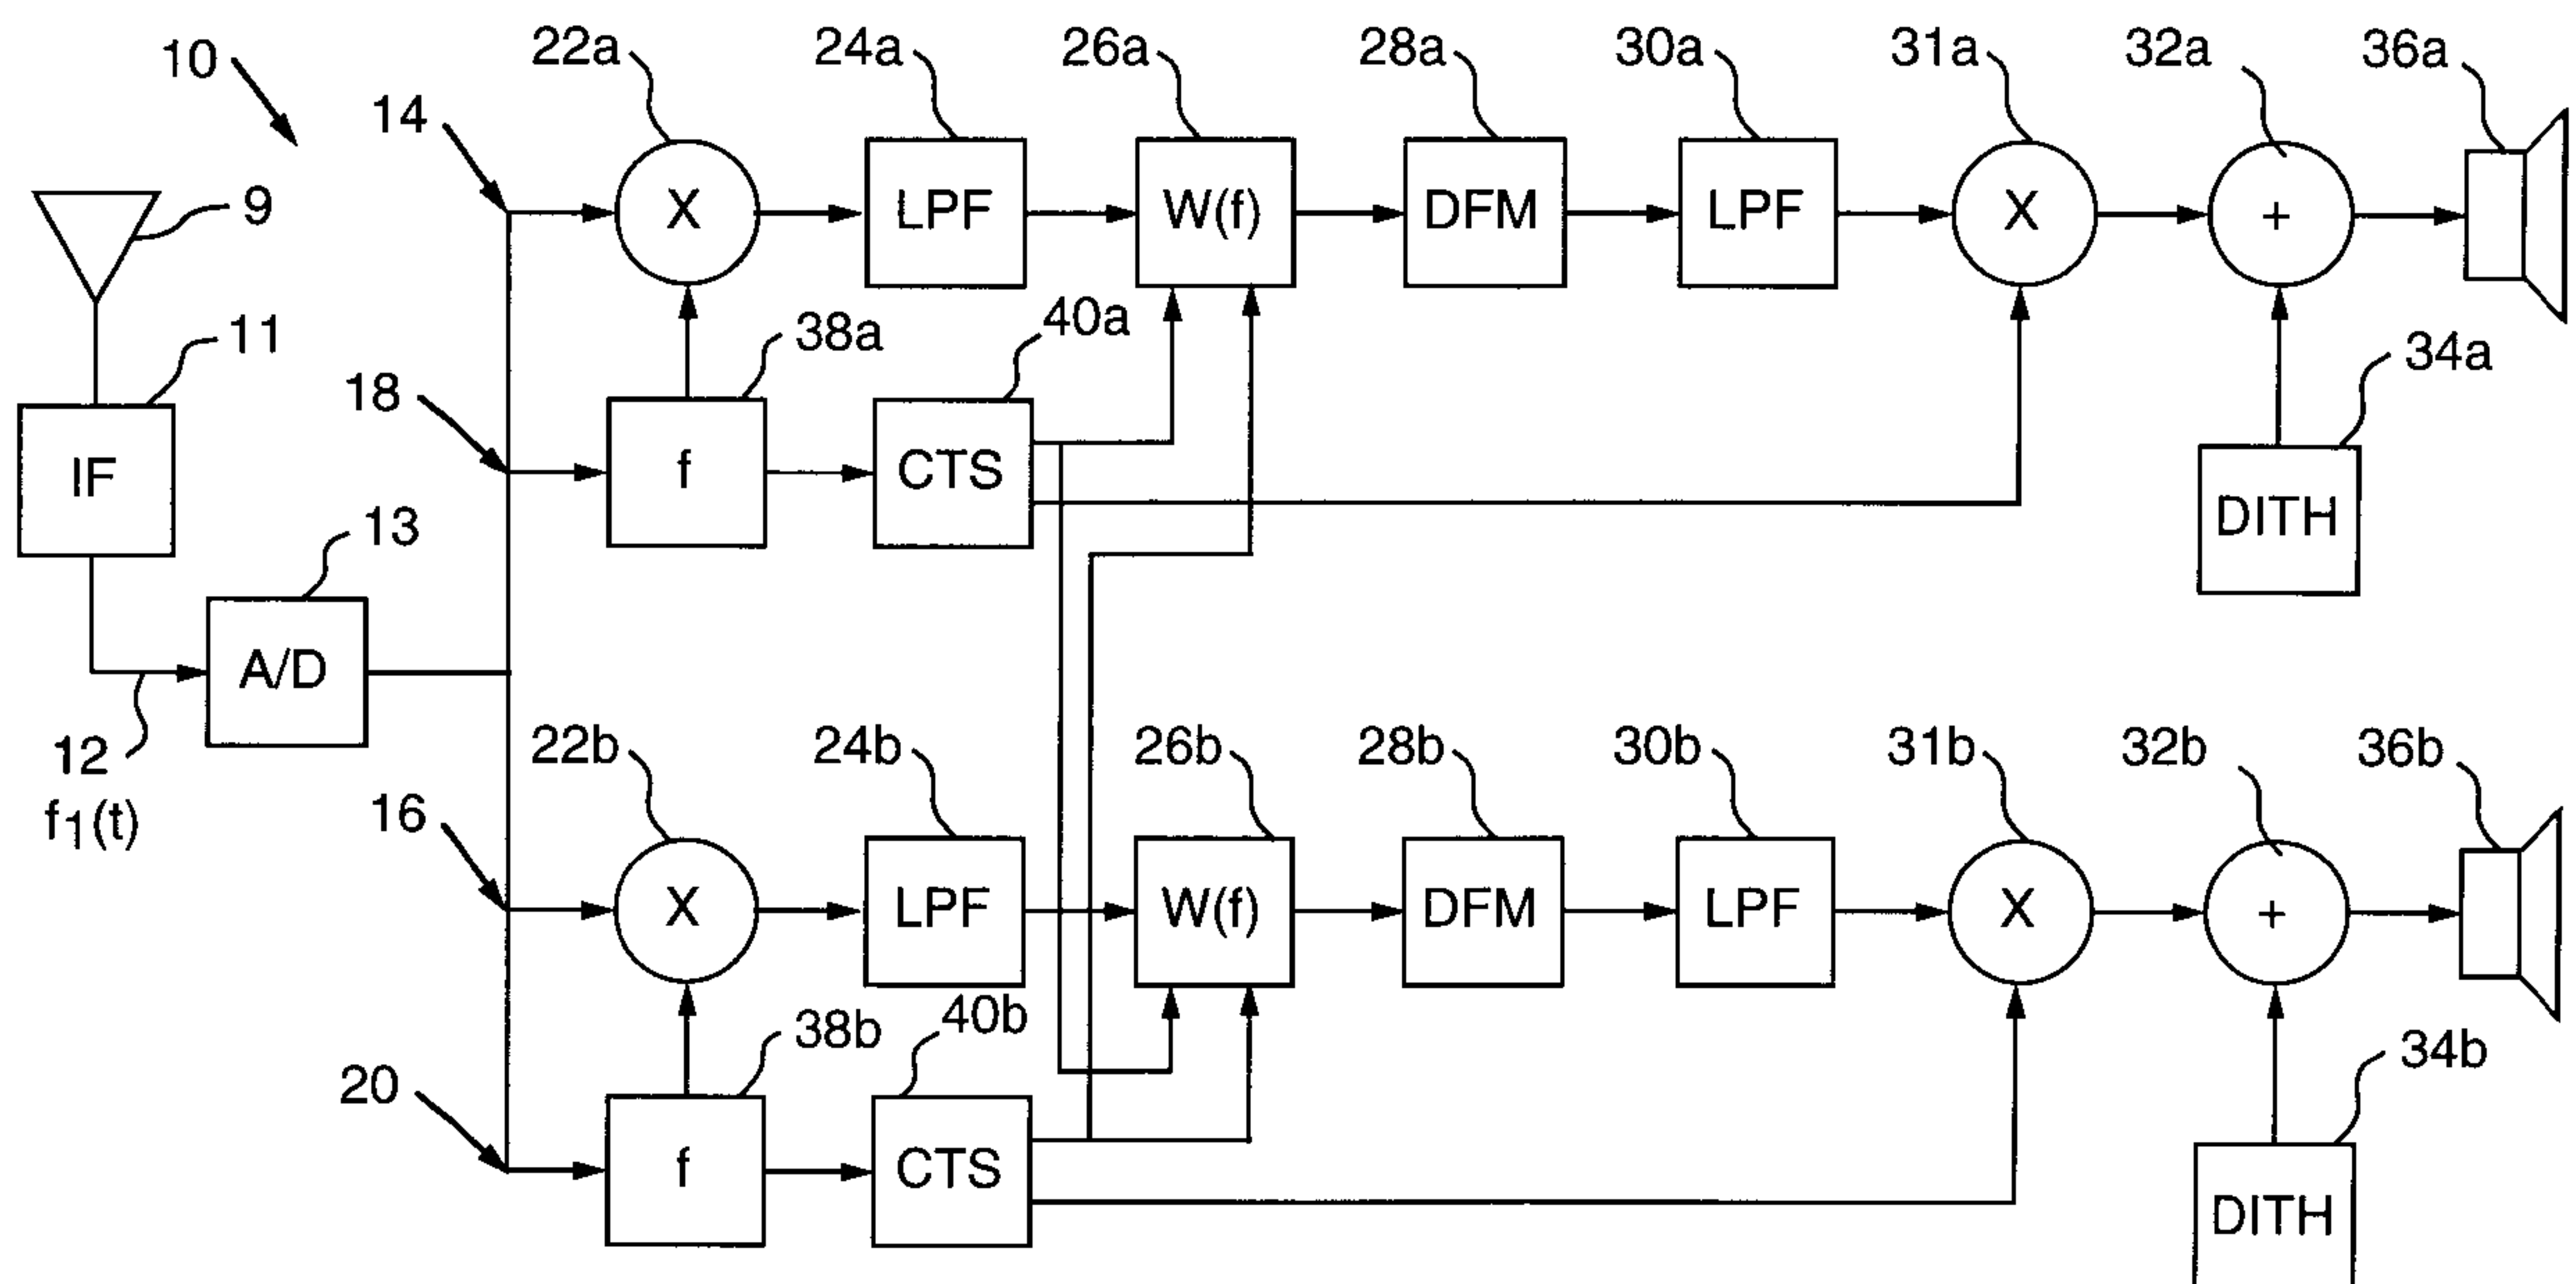 10
22a
24a
26a
28a
30a
31a
32a
36a
14
X
LPF
W(f)
DFM
LPF
X
+
9
11
38a
40a
34a
18
IF
f
CTS
DITH
13
A/D
12
f1(t)
22b
24b
26b
28b
30b
31b
32b
36b
16
X
LPF
W(f)
DFM
LPF
X
+
38b
40b
34b
20
f
CTS
DITH